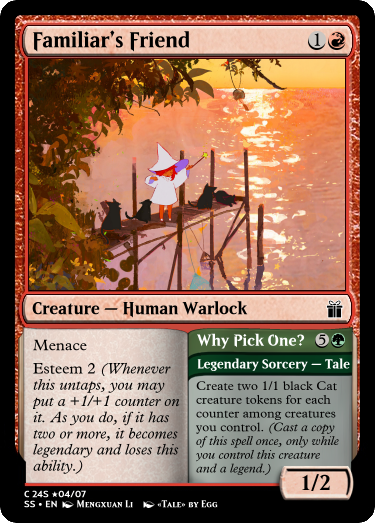 Familiar's Friend 1
Creature — Human Warlock
Menace
Esteem 2 (Whenever
this untaps, you may
put a +1/+1 counter on
it. As you do, if it has
two or more, it becomes
legendary and loses this
ability.)
Why Pick One? 5
Legendary Sorcery — Tale
Create two 1/1 black Cat
creature tokens for each
counter among creatures
you control. (Cast a copy
of this spell once, only while
you control this creature
and a legend.)
1/2
C 24S ★04/07
SS • EN Mengxuan Li «Tale» by Egg